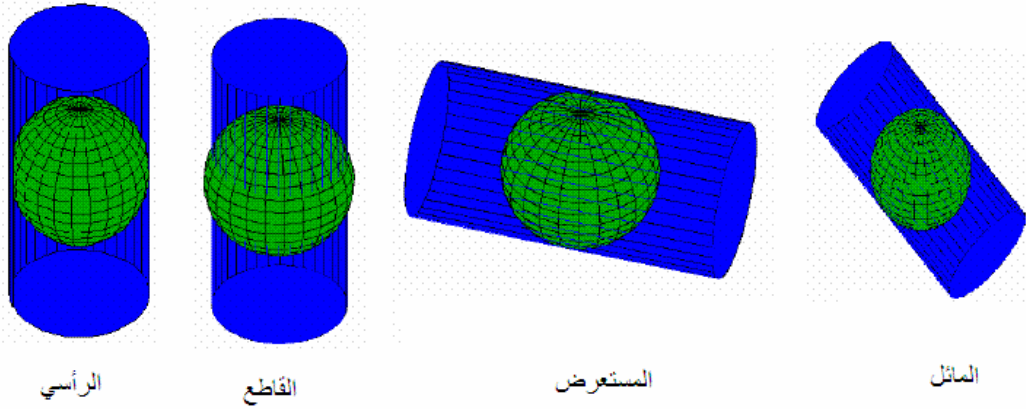 المائل
المستعرض
القاطع
الرأسي